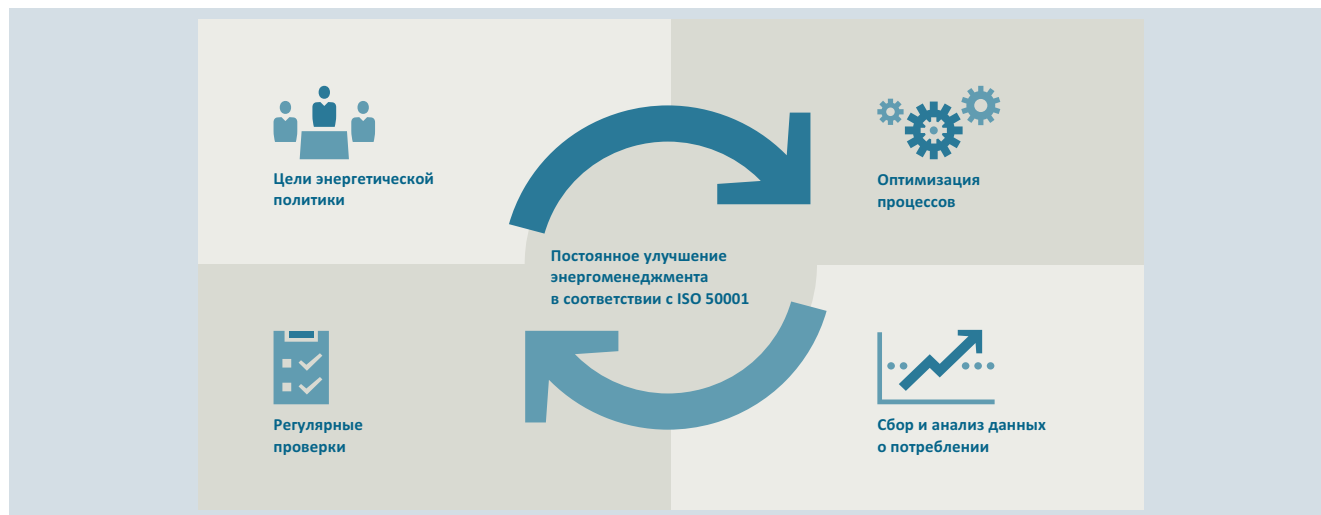 Цели энергетической
политики
Оптимизация
процессов
Постоянное улучшение
энергоменеджмента
в соответствии с ISO 50001
Регулярные
проверки
Сбор и анализ данных
о потреблении